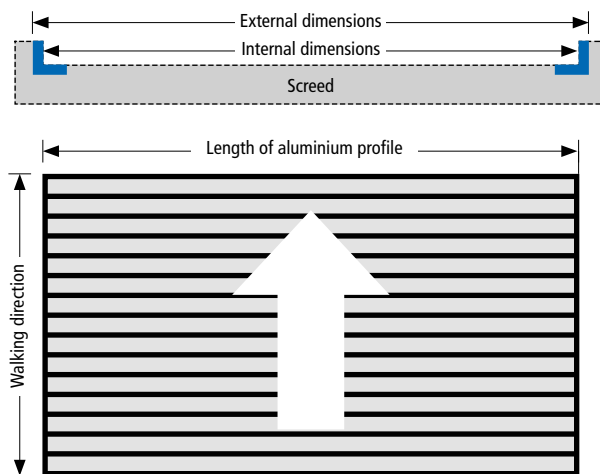 External dimensions
Internal dimensions
Screed
Length of aluminium profile
Walking direction